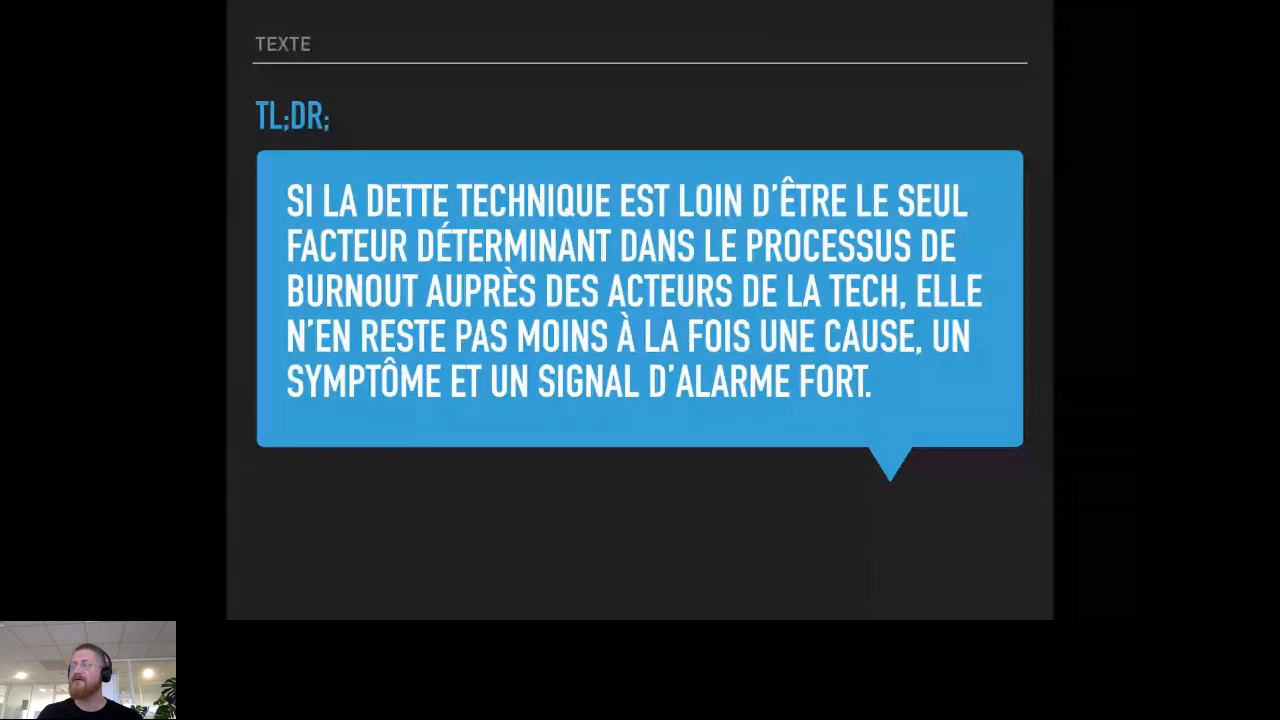 TEXTE
TL;DR;
SI LA DETTE TECHNIQUE EST LOIN D’ÊTRE LE SEUL
FACTEUR DÉTERMINANT DANS LE PROCESSUS DE
BURNOUT AUPRÈS DES ACTEURS DE LA TECH, ELLE
N’EN RESTE PAS MOINS À LA FOIS UNE CAUSE, UN
SYMPTÔME ET UN SIGNAL D’ALARME FORT.